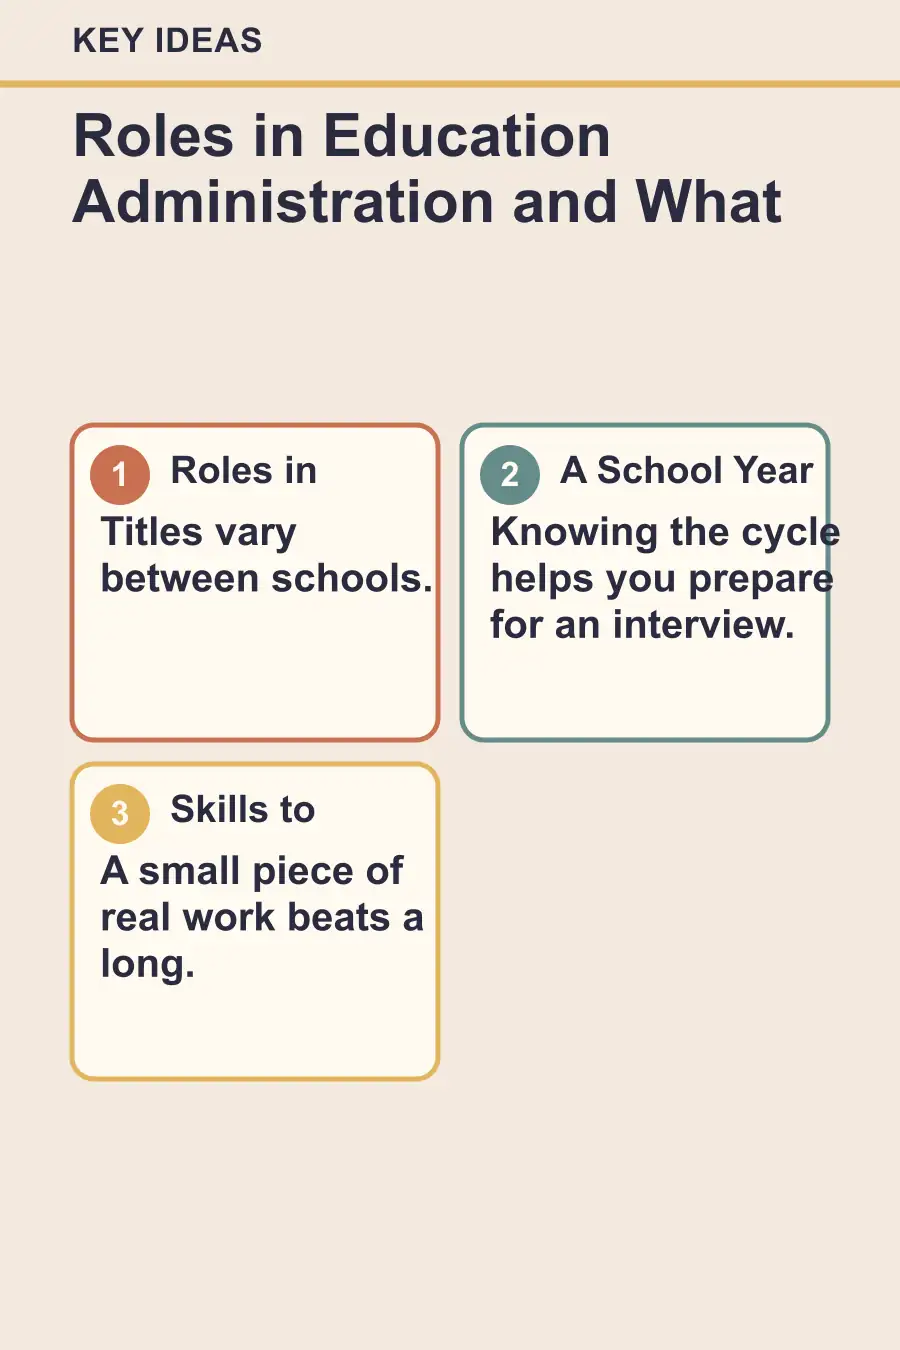 KEY IDEAS
Roles in Education
Administration and What
1 Roles in
Titles vary
between schools.
2 A School Year
Knowing the cycle
helps you prepare
for an interview.
3 Skills to
A small piece of
real work beats a
long.